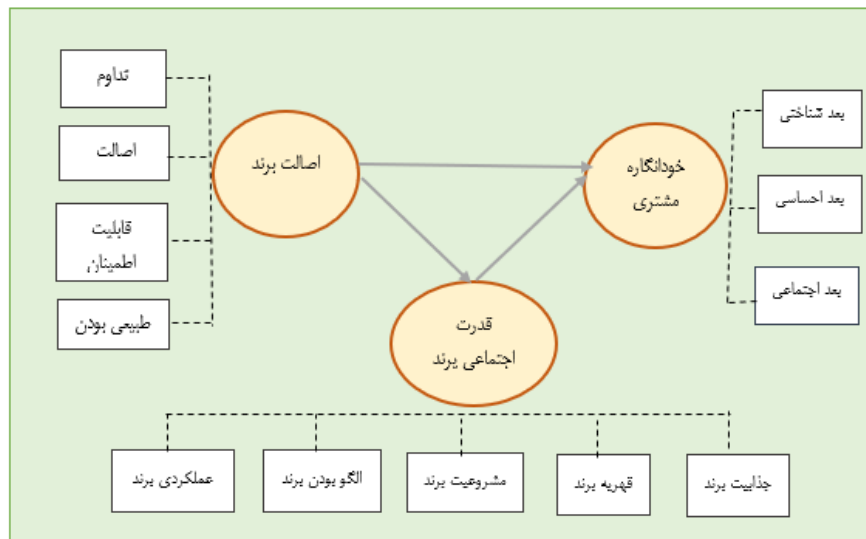 تداوم
اصالت
قابلیت
اطمینان
طبیعی بودن
اصالت برند
خودانگاره
مشتری
بعد شناختی
بعد احساسی
بعد اجتماعی
قدرت
اجتماعی برند
جذابیت برند
قهریه برند
مشروعیت برند
الگو بودن برند
عملکردی برند